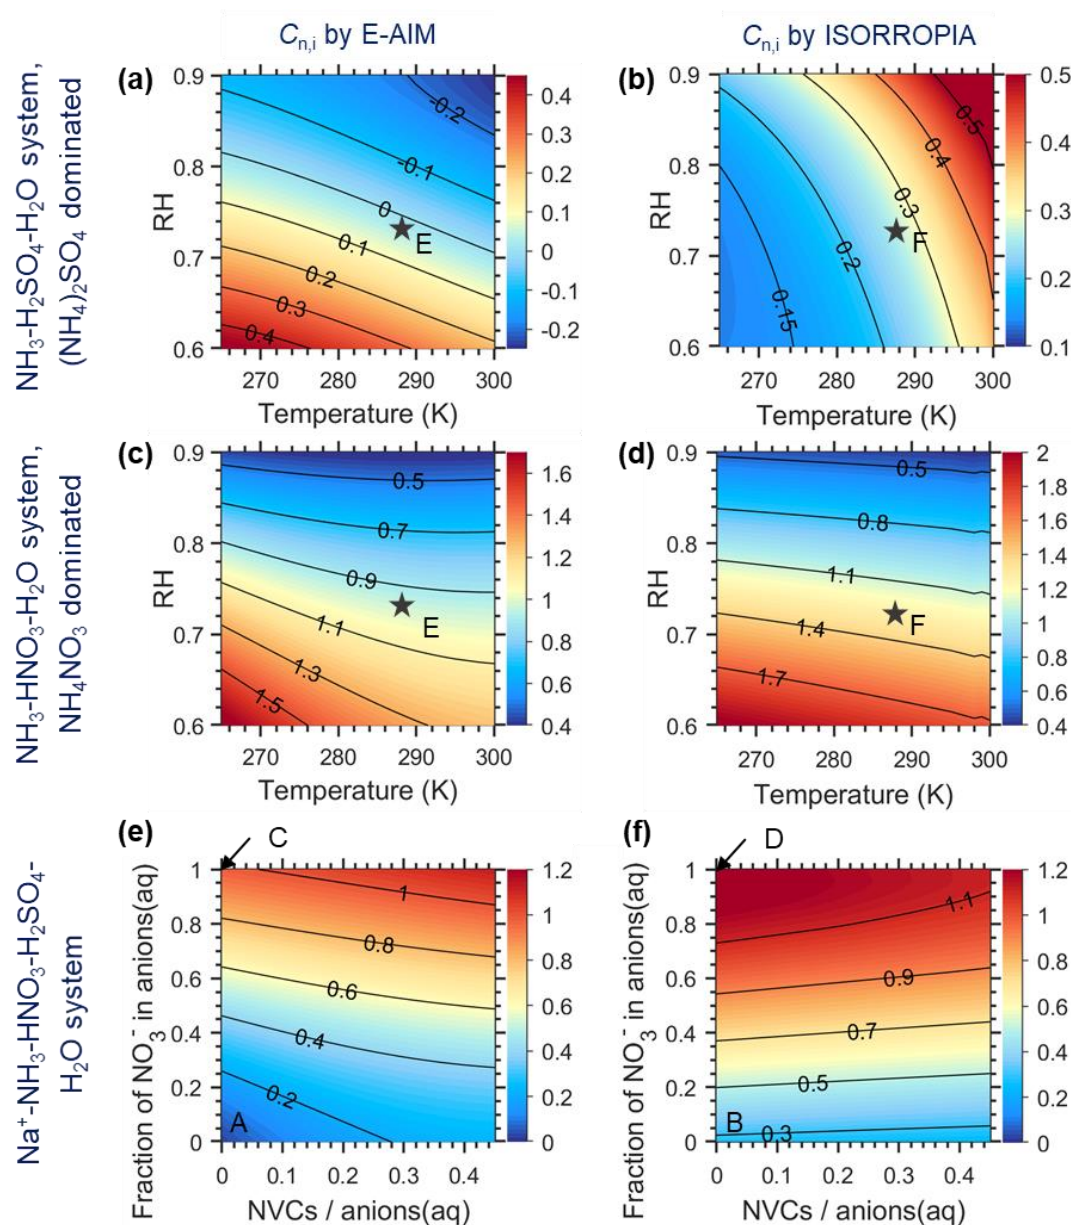 C_n,i by E-AIM
C_n,i by ISORROPIA
NH3-H2SO4-H2O system,
(NH4)2SO4 dominated
(a)
0.9
0.8
0.7
0.6
RH
-0.2
-0.1
0
0.1
0.2
0.3
0.4
E
270 280 290 300
Temperature (K)
0.4
0.3
0.2
0.1
0
-0.1
-0.2
(b)
0.9
0.8
0.7
0.6
RH
0.5
0.4
0.3
0.2
0.15
F
270 280 290 300
Temperature (K)
0.5
0.4
0.3
0.2
0.1
NH3-HNO3-H2O system,
NH4NO3 dominated
(c)
0.9
0.8
0.7
0.6
RH
0.5
0.7
0.9
1.1
1.3
1.5
E
270 280 290 300
Temperature (K)
1.6
1.4
1.2
1
0.8
0.6
0.4
(d)
0.9
0.8
0.7
0.6
RH
0.5
0.8
1.1
1.4
1.7
F
270 280 290 300
Temperature (K)
2
1.8
1.6
1.4
1.2
1
0.8
0.6
0.4
Na+-NH3-HNO3-H2SO4-
H2O system
(e)
C
1
0.8
0.6
0.4
0.2
0
Fraction of NO3- in anions(aq)
1
0.8
0.6
0.4
0.2
A
0 0.1 0.2 0.3 0.4
NVCs / anions(aq)
1.2
1
0.8
0.6
0.4
0.2
0
(f)
D
1
0.8
0.6
0.4
0.2
0
Fraction of NO3- in anions(aq)
1.1
0.9
0.7
0.5
0.3
B
0 0.1 0.2 0.3 0.4
NVCs / anions(aq)
1.2
1
0.8
0.6
0.4
0.2
0